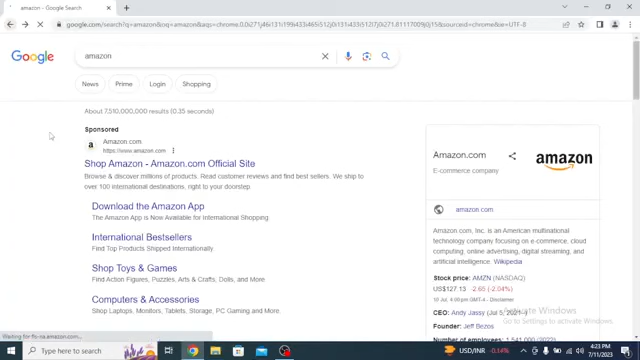 amazon - Google Search
google.com/search?q=amazon&oq=amazon&aqs=chrome.0.0i271j46i131i199i433i465i512j0i131i433i512l7j0i271.81117009j0j15&sourceid=chrome&ie=UTF-8
Google
amazon
News
Prime
Login
Shopping
About 7,510,000,000 results (0.35 seconds)
Sponsored
a
Amazon.com
https://www.amazon.com
Shop Amazon - Amazon.com Official Site
Browse & discover millions of products. Read customer reviews and find best sellers. We ship to
over 100 international destinations, right to your doorstep.
Download the Amazon App
The Amazon App is Now Available for International Shopping.
International Bestsellers
Find Top Products Shipped Internationally.
Shop Toys & Games
Find Action Figures, Puzzles, Arts & Crafts, Dolls, and More
Computers & Accessories
Shop Laptops, Monitors, Tablets, Storage, PC Gaming and More.
Amazon.com
E-commerce company
amazon
amazon.com
Amazon.com, Inc. is an American multinational
technology company focusing on e-commerce, cloud
computing, online advertising, digital streaming, and
artificial intelligence. Wikipedia
Stock price: AMZN (NASDAQ)
US$127.13 -2.65 (-2.04%)
10 Jul, 4:00 pm GMT-4 - Disclaimer
CEO: Andy Jassy (Jul 5, 2021–)
Founder: Jeff Bezos
Number of employees: 1,541,000 (2022)
Activate Windows
Go to Settings to activate Windows.
Waiting for fls-na.amazon.com...
Type here to search
USD/INR -0.14%
4:23 PM
7/11/2023